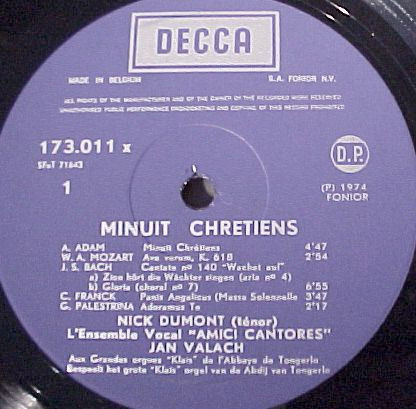 DECCA
MADE IN BELGIUM
S.A. FONIOR N.V.
ALL RIGHTS OF THE MANUFACTURER AND OF THE OWNER OF THE RECORDED WORK RESERVED
UNAUTHORISED PUBLIC PERFORMANCE BROADCASTING AND COPYING OF THIS RECORD PROHIBITED
173.011 x
SFuT 71643
D.P.
1
(P) 1974
FONIOR
MINUIT CHRETIENS
A. ADAM Minuit Chrétiens 4'47
W. A. MOZART Ave verum, K. 618 2'54
J. S. BACH Cantate no 140 "Wachet auf"
a) Zion hört die Wächter singen (aria no 4)
b) Gloria (choral no 7) 6'55
C. FRANCK Panis Angelicus (Messe Solennelle 3'47
G. PALESTRINA Adoramus Te 2'17
NICK DUMONT (ténor)
L'Ensemble Vocal "AMICI CANTORES"
JAN VALACH
Aux Grandes orgues "Klais" de l'Abbaye de Tongerlo
Bespeelt het grote "Klais" orgel van de Abdij van Tongerlo